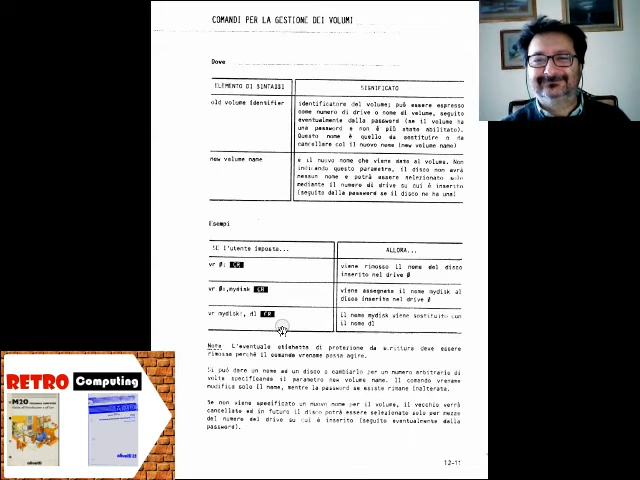 COMANDI PER LA GESTIONE DEI VOLUMI
Dove
ELEMENTO DI SINTASSI
SIGNIFICATO
old volume identifier
identificatore del volume; può essere espresso
come numero di drive o nome di volume, seguito
eventualmente dalla password (se il volume ha
una password e non è più stato abilitato).
Questo nome è quello da sostituire o da
cancellare col il nuovo nome (new volume name)
new volume name
è il nuovo nome che viene dato al volume. Non
indicando questo parametro, il disco non avrà
nessun nome e potrà essere selezionato solo
mediante il numero di drive su cui è inserito
(seguito dalla password se il disco ne ha una)
Esempi
SE l'utente imposta...
ALLORA...
vr 0: CR
viene rimosso il nome del disco
inserito nel drive 0
vr 0:,mydisk CR
viene assegnato il nome mydisk al
disco inserito nel drive 0
vr mydisk:, dl CR
il nome mydisk viene sostituito con
il nome dl
Nota L'eventuale etichetta di protezione da scrittura deve essere
rimossa perché il comando vrename possa agire.
Si può dare un nome ad un disco o cambiarlo per un numero arbitrario di
volte specificando il parametro new volume name. Il comando vrename
modifica solo il nome, mentre la password se esiste rimane inalterata.
Se non viene specificato un nuovo nome per il volume, il vecchio verrà
cancellato ed in futuro il disco potrà essere selezionato solo per mezzo
del numero del drive su cui è inserito (seguito eventualmente dalla
password).
12-11
RETRO Computing
M20
olivetti
olivetti